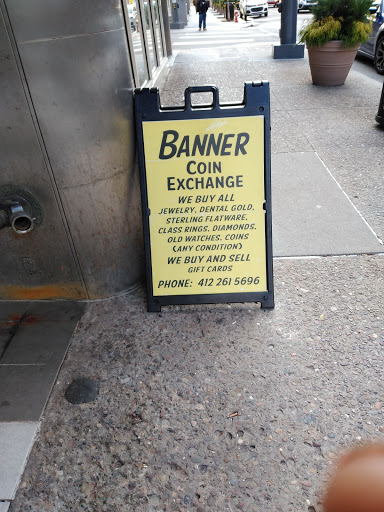 BANNER
COIN
EXCHANGE
WE BUY ALL
JEWELRY, DENTAL GOLD,
STERLING FLATWARE,
CLASS RINGS, DIAMONDS,
OLD WATCHES, COINS
(ANY CONDITION)
WE BUY AND SELL
GIFT CARDS
PHONE: 412 261 5696